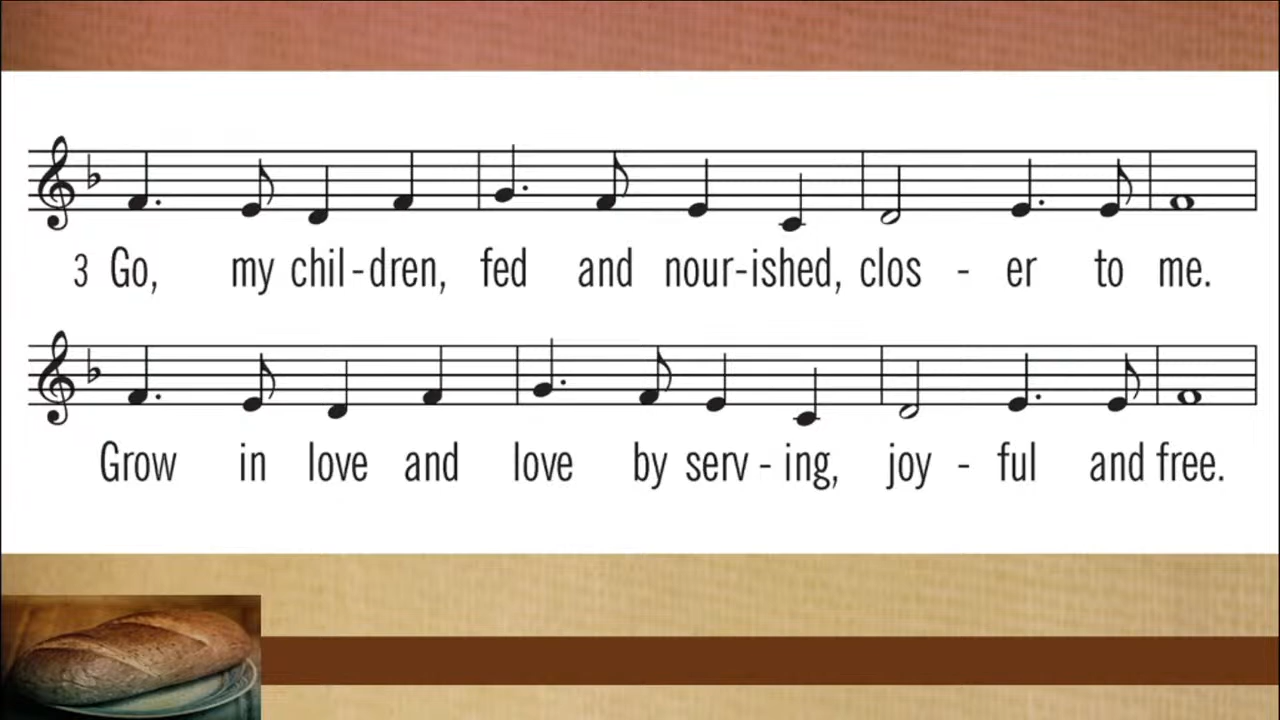 3 Go, my chil-dren, fed and nour-ished, clos - er to me.
Grow in love and love by serv - ing, joy - ful and free.